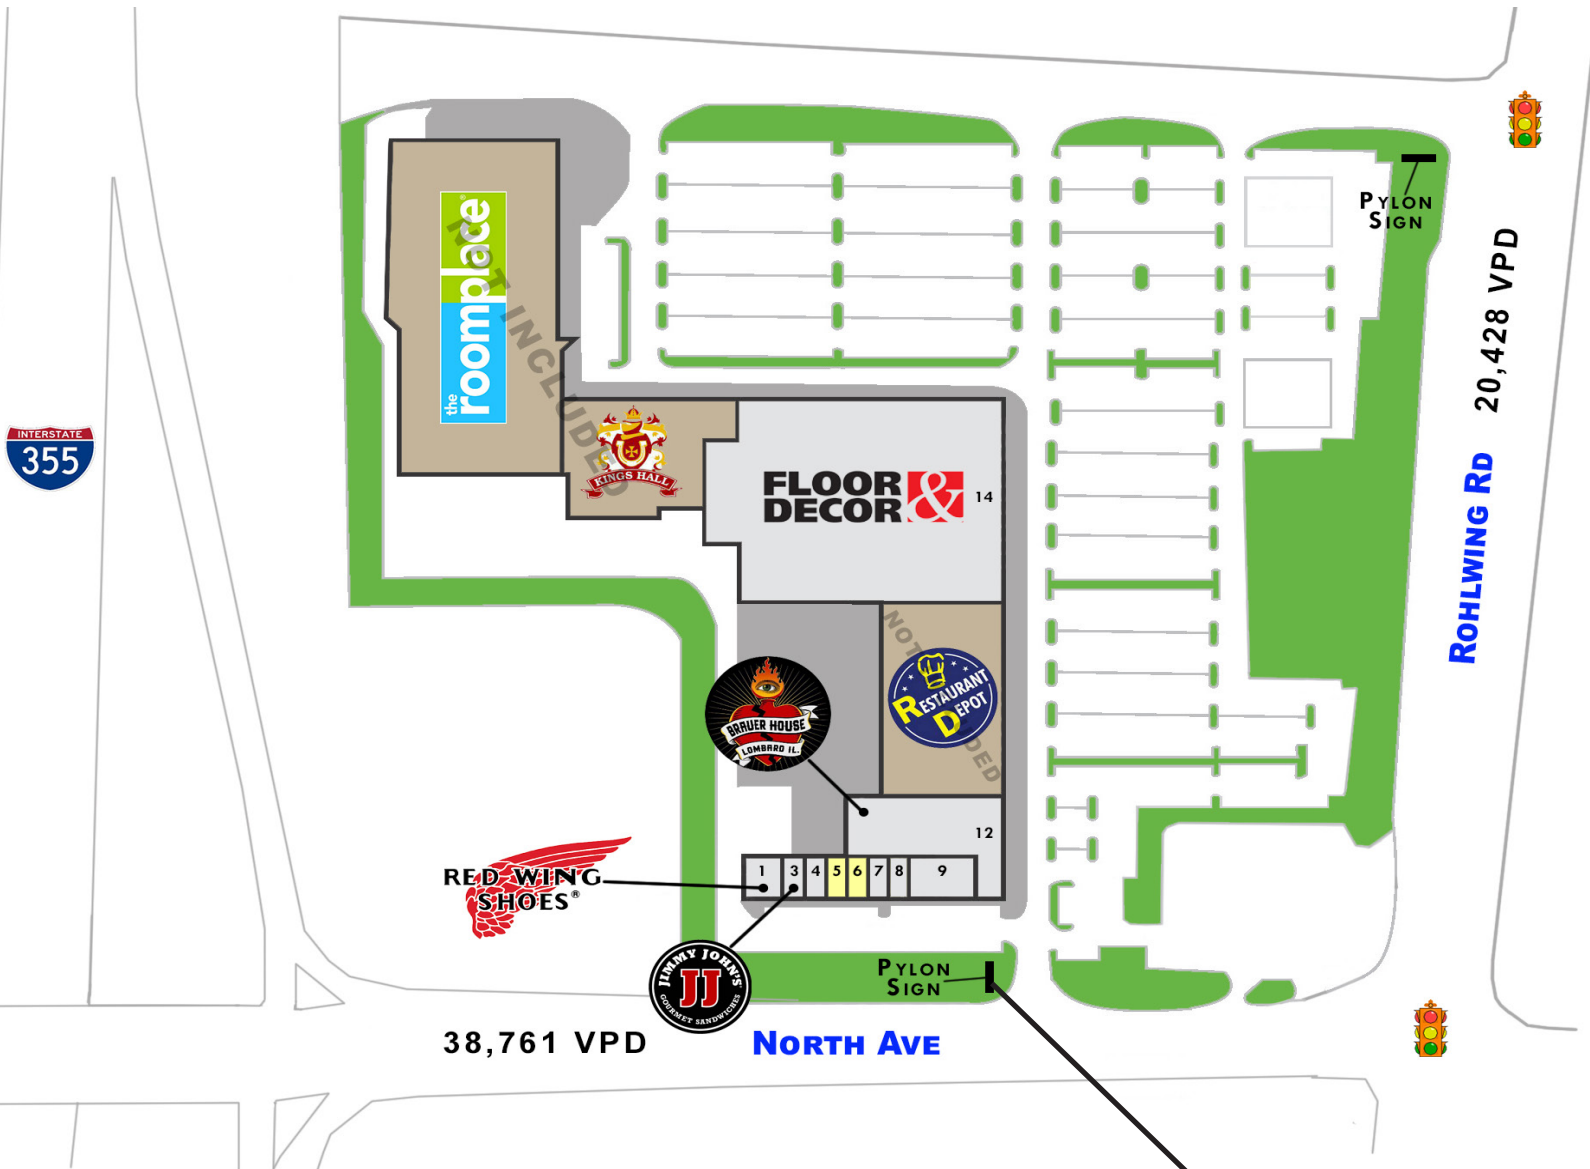 PYLON
SIGN
20,428 VPD
ROHLWING RD
INTERSTATE
355
the roomplace
NOT INCLUDED
KINGS HALL
FLOOR & DECOR
14
NOT
DED
RESTAURANT
DEPOT
BRAUER HOUSE
LOMBARD IL.
12
1
3
4
5
6
7
8
9
RED WING
SHOES®
JIMMY JOHN'S
JJ
GOURMET SANDWICHES
PYLON
SIGN
38,761 VPD
NORTH AVE